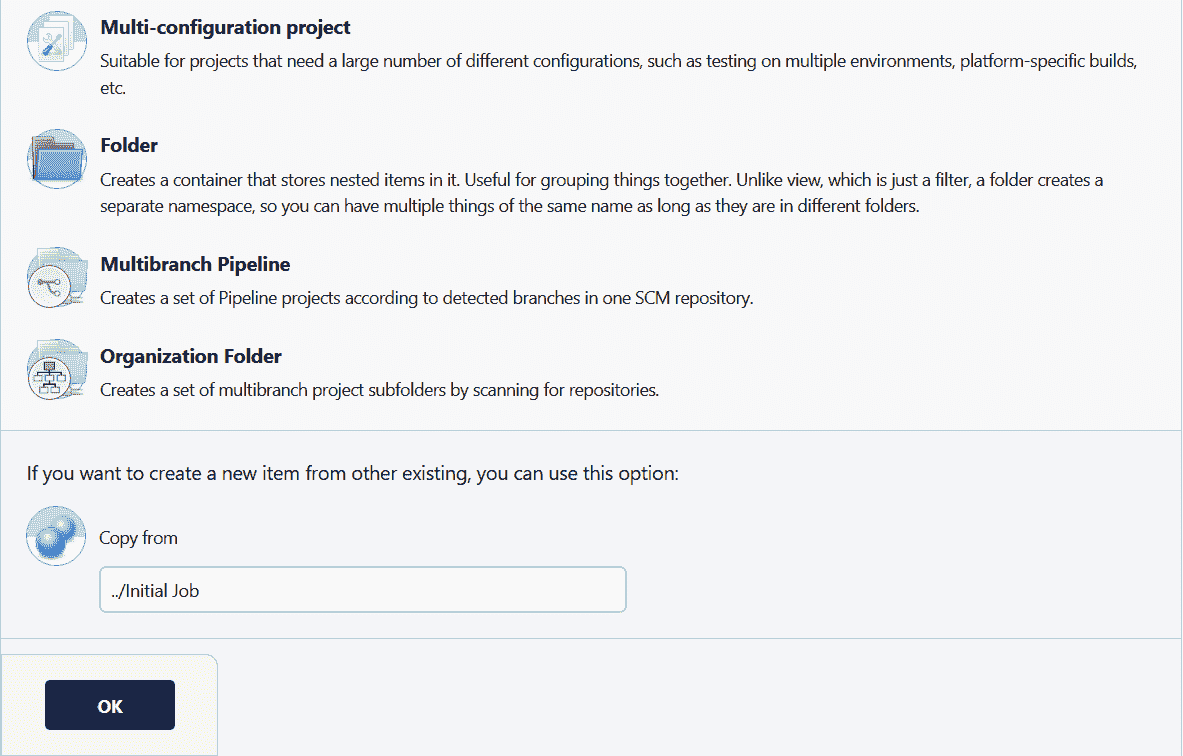 Multi-configuration project
Suitable for projects that need a large number of different configurations, such as testing on multiple environments, platform-specific builds,
etc.
Folder
Creates a container that stores nested items in it. Useful for grouping things together. Unlike view, which is just a filter, a folder creates a
separate namespace, so you can have multiple things of the same name as long as they are in different folders.
Multibranch Pipeline
Creates a set of Pipeline projects according to detected branches in one SCM repository.
Organization Folder
Creates a set of multibranch project subfolders by scanning for repositories.
If you want to create a new item from other existing, you can use this option:
Copy from
../Initial Job
OK